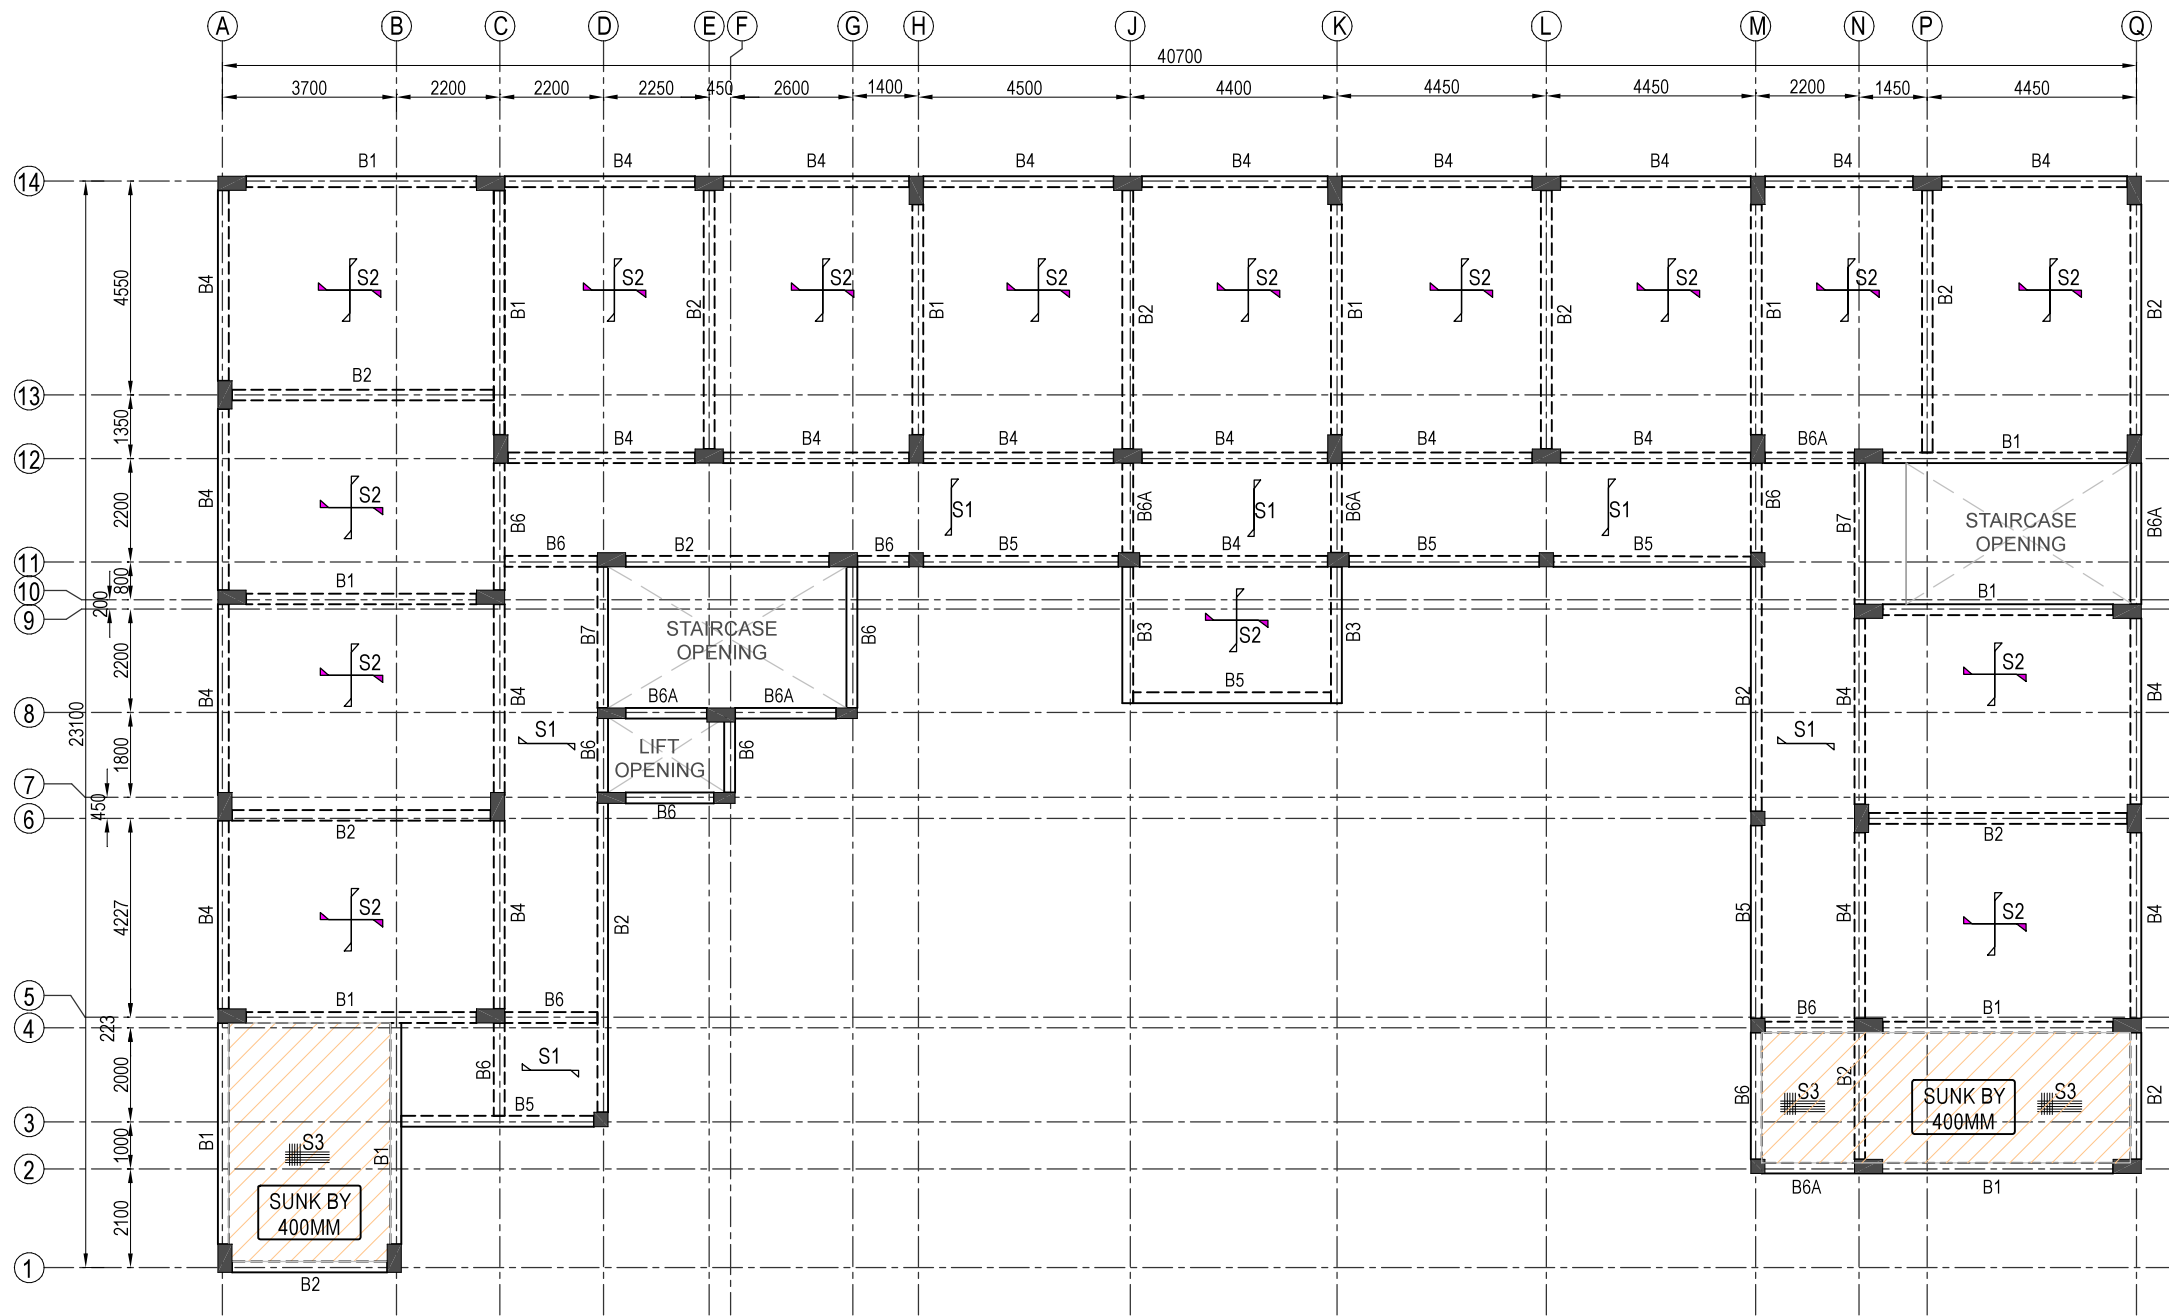 A B C D E F G H J K L M N P Q
40700
3700 2200 2200 2250 450 2600 1400 4500 4400 4450 4450 2200 1450 4450
B1 B4 B4 B4 B4 B4 B4 B4 B4
14
S2 S2 S2 S2 S2 S2 S2 S2 S2
4550
B4 B1 B2 B1 B2 B1 B2 B1 B2 B2
B2
13
1350
B4 B4 B4 B4 B4 B4 B6A B1
12
S2 S1 S1 S1
2200
B4 B6 B6A B6A B6 B7 B6A
STAIRCASE
OPENING
B6 B2 B6 B5 B4 B5 B5
11
800
B1 B1
10
200
9
STAIRCASE
OPENING
B7 B6 B3 S2 B3
2200
S2 S2
B4 B4 B2 B4 B4
B6A B6A B5
8
23100
1800
S1 B6 B6 S1
LIFT
OPENING
7
450
B6
6
B2 B2
4227
S2 S2
B4 B4 B2 B5 B4 B4
5
B1 B6 B6 B1
4
223
2000
B6 S1 B6 S3 B2 S3 B2
SUNK BY
400MM
B5
3
1000
B1 S3 B1
2
B6A B1
SUNK BY
400MM
2100
1
B2